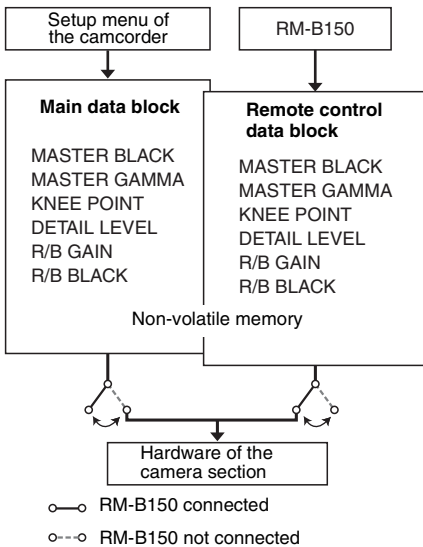 Setup menu of
the camcorder
RM-B150
Main data block
MASTER BLACK
MASTER GAMMA
KNEE POINT
DETAIL LEVEL
R/B GAIN
R/B BLACK
Remote control
data block
MASTER BLACK
MASTER GAMMA
KNEE POINT
DETAIL LEVEL
R/B GAIN
R/B BLACK
Non-volatile memory
Hardware of the
camera section
RM-B150 connected
RM-B150 not connected